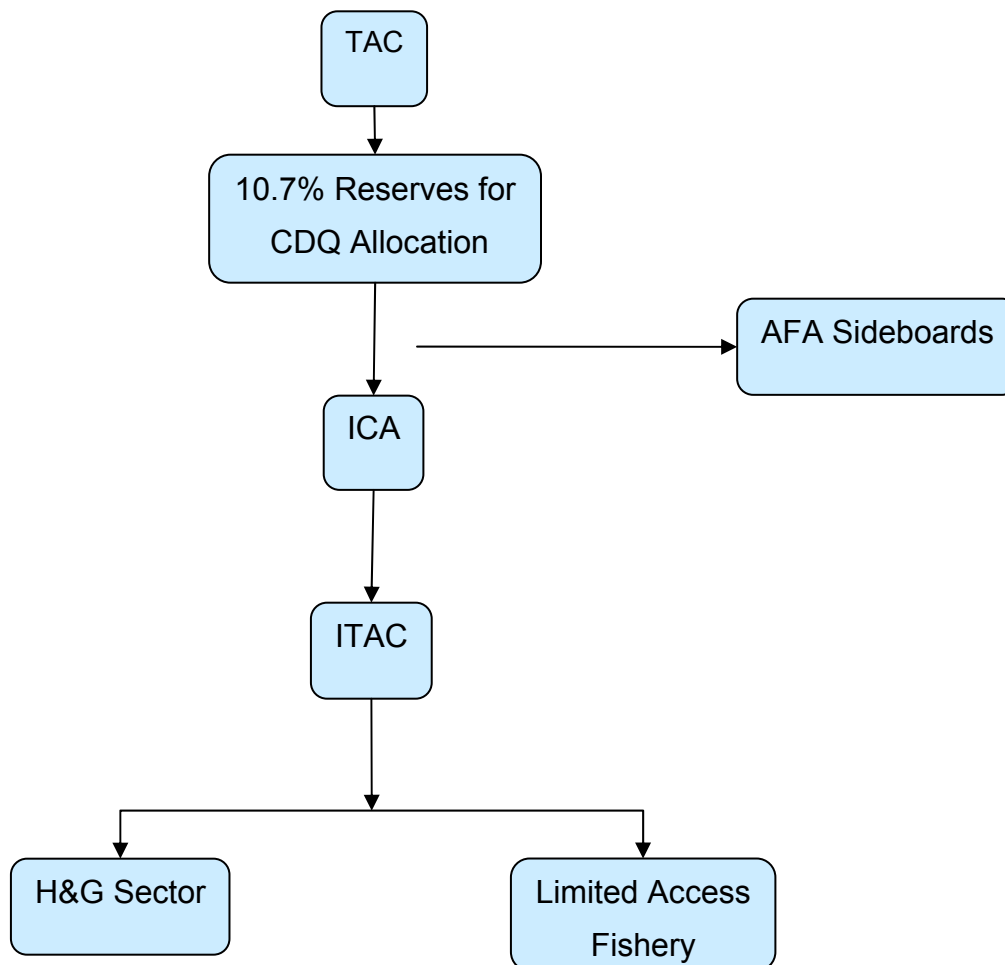 TAC
10.7% Reserves for
CDQ Allocation
AFA Sideboards
ICA
ITAC
H&G Sector
Limited Access
Fishery